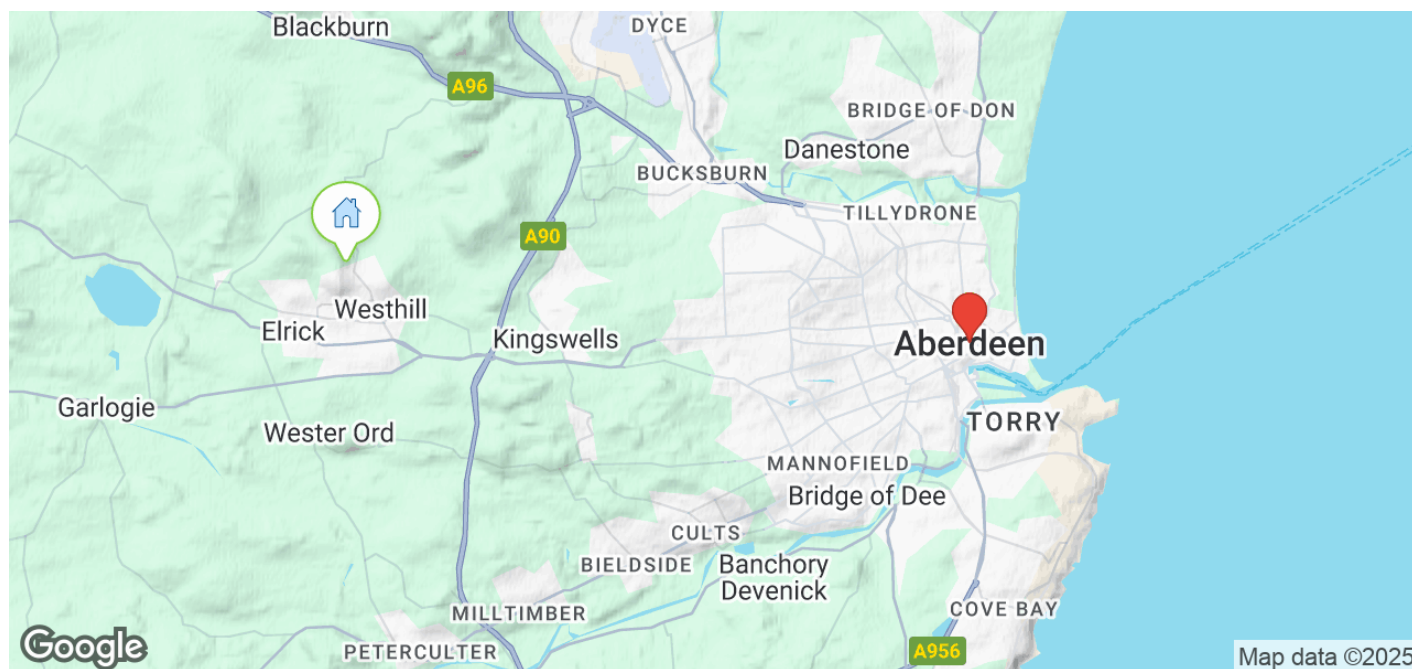 DYCE
Blackburn
A96
BRIDGE OF DON
Danestone
BUCKSBURN
TILLYDRONE
A90
Westhill
Elrick
Kingswells
Aberdeen
Garlogie
TORRY
Wester Ord
MANNOFIELD
Bridge of Dee
CULTS
BIELDSIDE
Banchory
Devenick
MILLTIMBER
COVE BAY
PETERCULTER
A956
Google
Map data ©2025